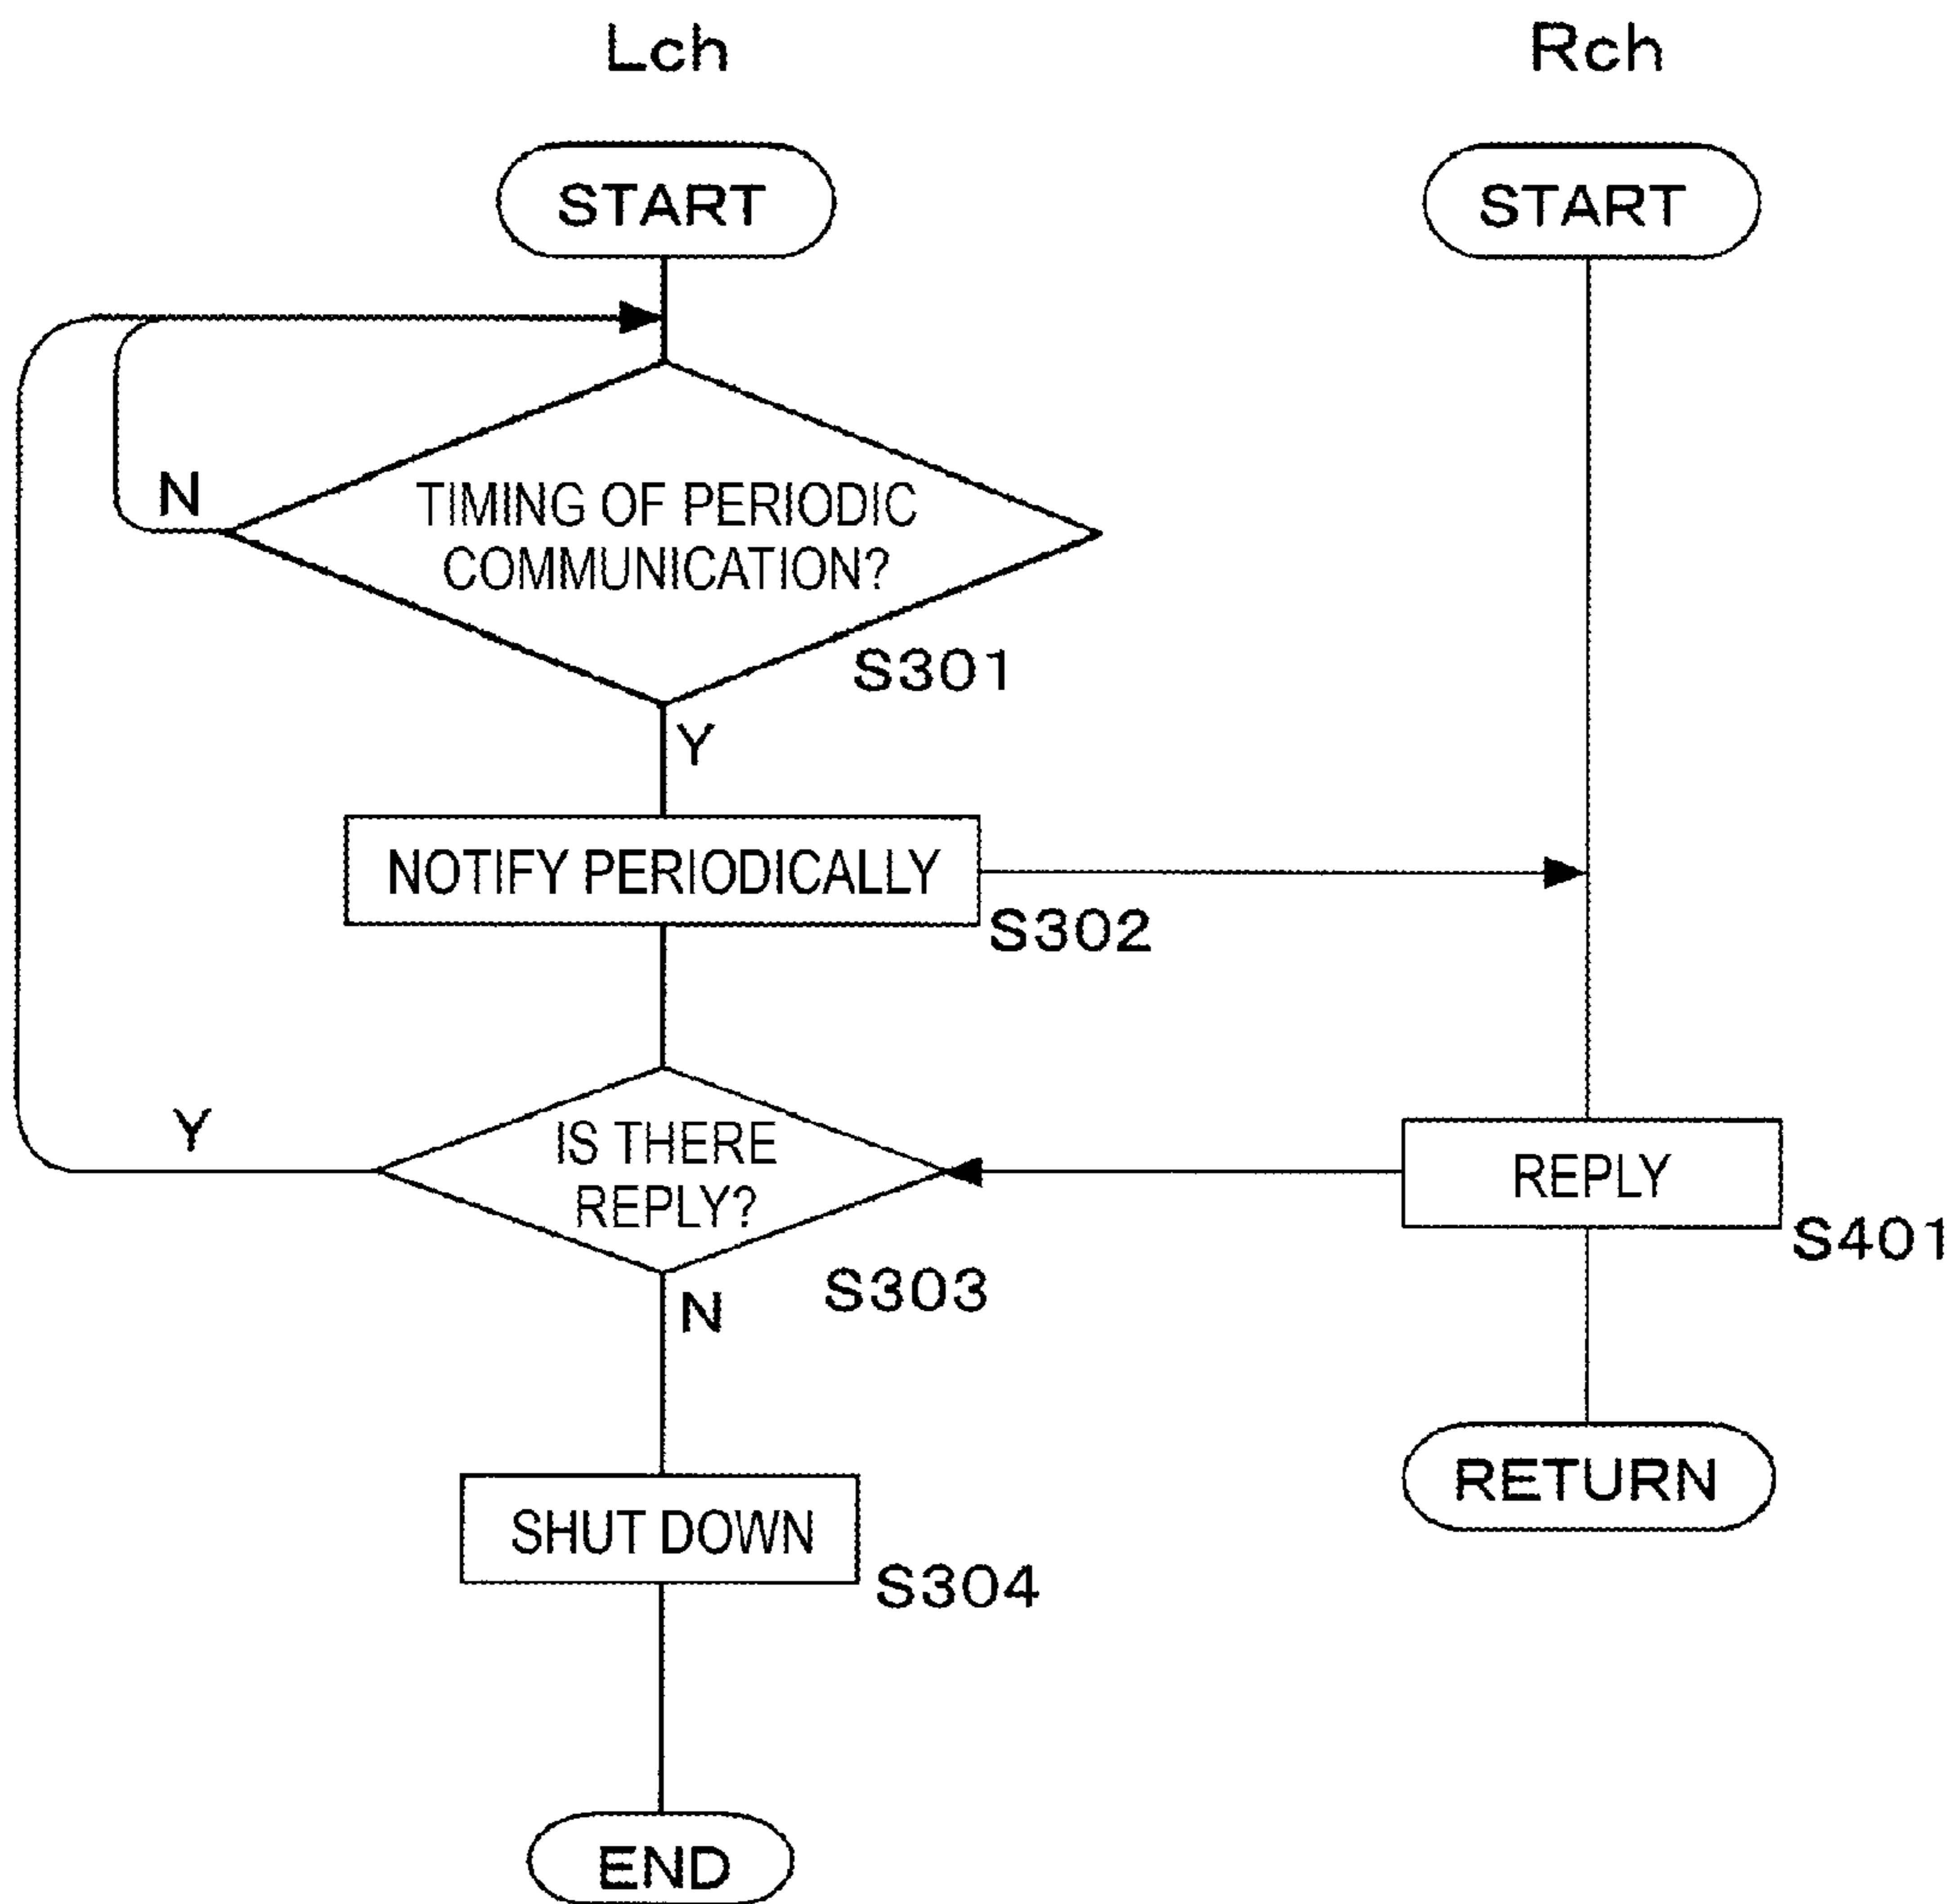 Lch
Rch
START
START
N
TIMING OF PERIODIC
COMMUNICATION?
S301
Y
NOTIFY PERIODICALLY
S302
Y
IS THERE
REPLY?
REPLY
S401
S303
N
RETURN
SHUT DOWN
S304
END